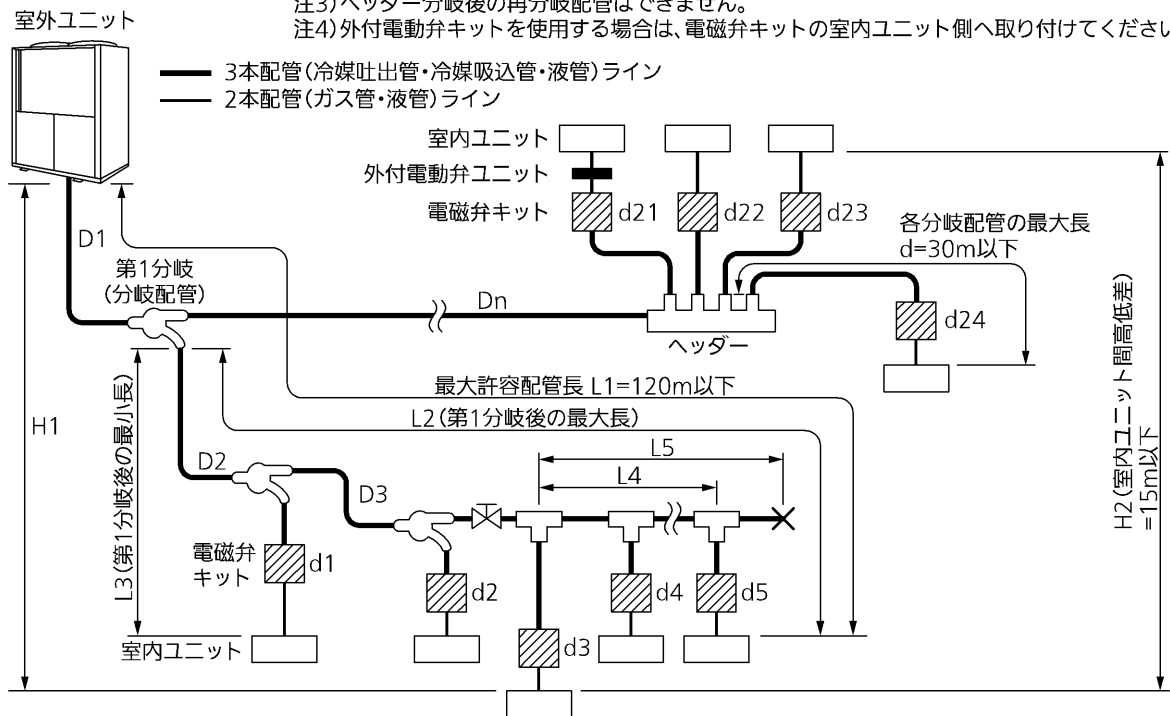 注3)ヘッダー分岐後の再分岐配管はできません。
注4)外付電動弁キットを使用する場合は、電磁弁キットの室内ユニット側へ取り付けてください
室外ユニット
3本配管(冷媒吐出管・冷媒吸込管・液管)ライン
2本配管(ガス管・液管)ライン
室内ユニット
外付電動弁ユニット
電磁弁キット
d21
d22
d23
各分岐配管の最大長
d=30m以下
D1
第1分岐
(分岐配管)
Dn
ヘッダー
d24
H1
最大許容配管長 L1=120m以下
L2(第1分岐後の最大長)
L3(第1分岐後の最小長)
H2(室内ユニット間高低差)
=15m以下
D2
D3
L5
L4
電磁弁
キット
d1
d2
d3
d4
d5
室内ユニット